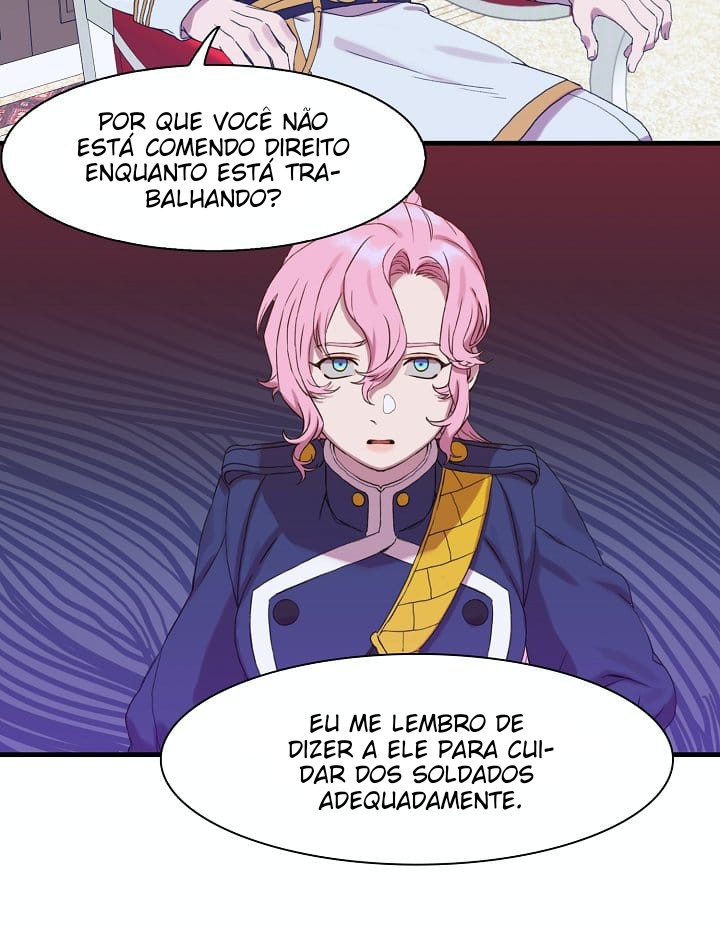 POR QUE VOCÊ NÃO
ESTÁ COMENDO DIREITO
ENQUANTO ESTÁ TRA-
BALHANDO?
EU ME LEMBRO DE
DIZER A ELE PARA CUI-
DAR DOS SOLDADOS
ADEQUADAMENTE.